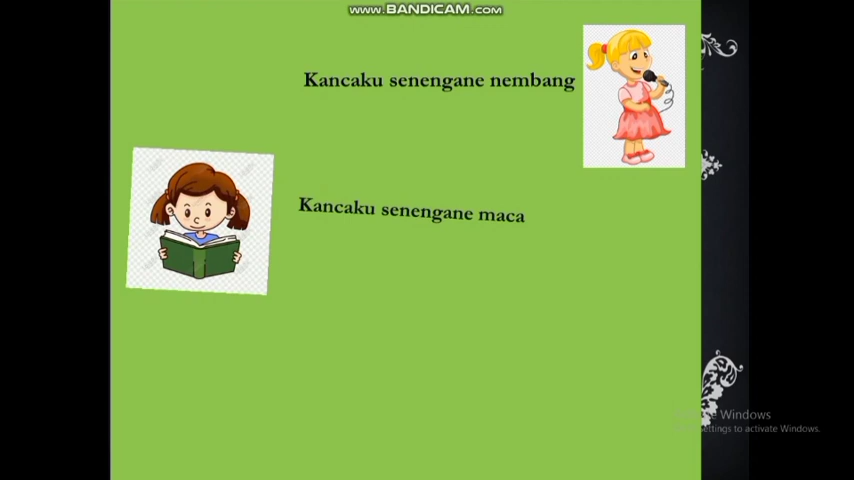 www.BANDICAM.com
Kancaku senengane nembang
Kancaku senengane maca
Windows
settings to activate Windows.